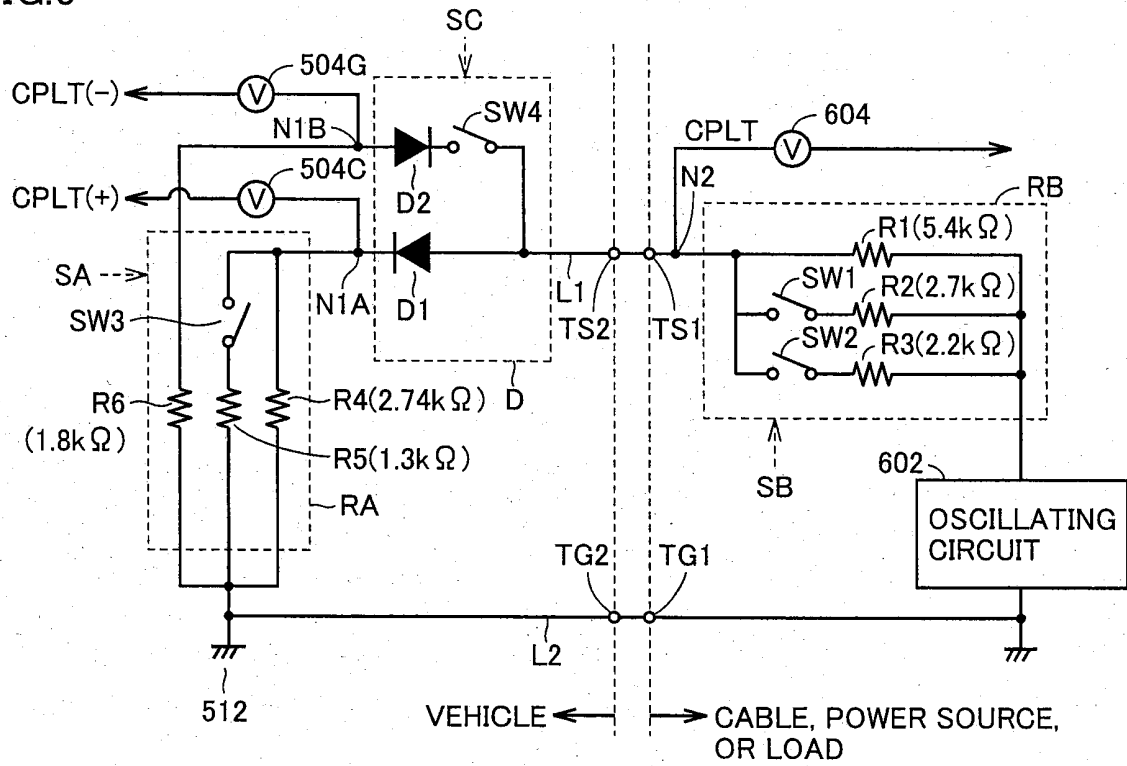 SC
504G
CPLT(-)
SW4
604
CPLT
N1B
504C
D2
N2
RB
CPLT(+)
R1(5.4kΩ)
SA
N1A
D1
L1
TS2
TS1
SW1
R2(2.7kΩ)
SW3
SW2
R3(2.2kΩ)
D
R6
(1.8kΩ)
R4(2.74kΩ)
R5(1.3kΩ)
SB
602
RA
OSCILLATING
CIRCUIT
TG2
TG1
L2
512
VEHICLE
CABLE, POWER SOURCE,
OR LOAD
V
V
V